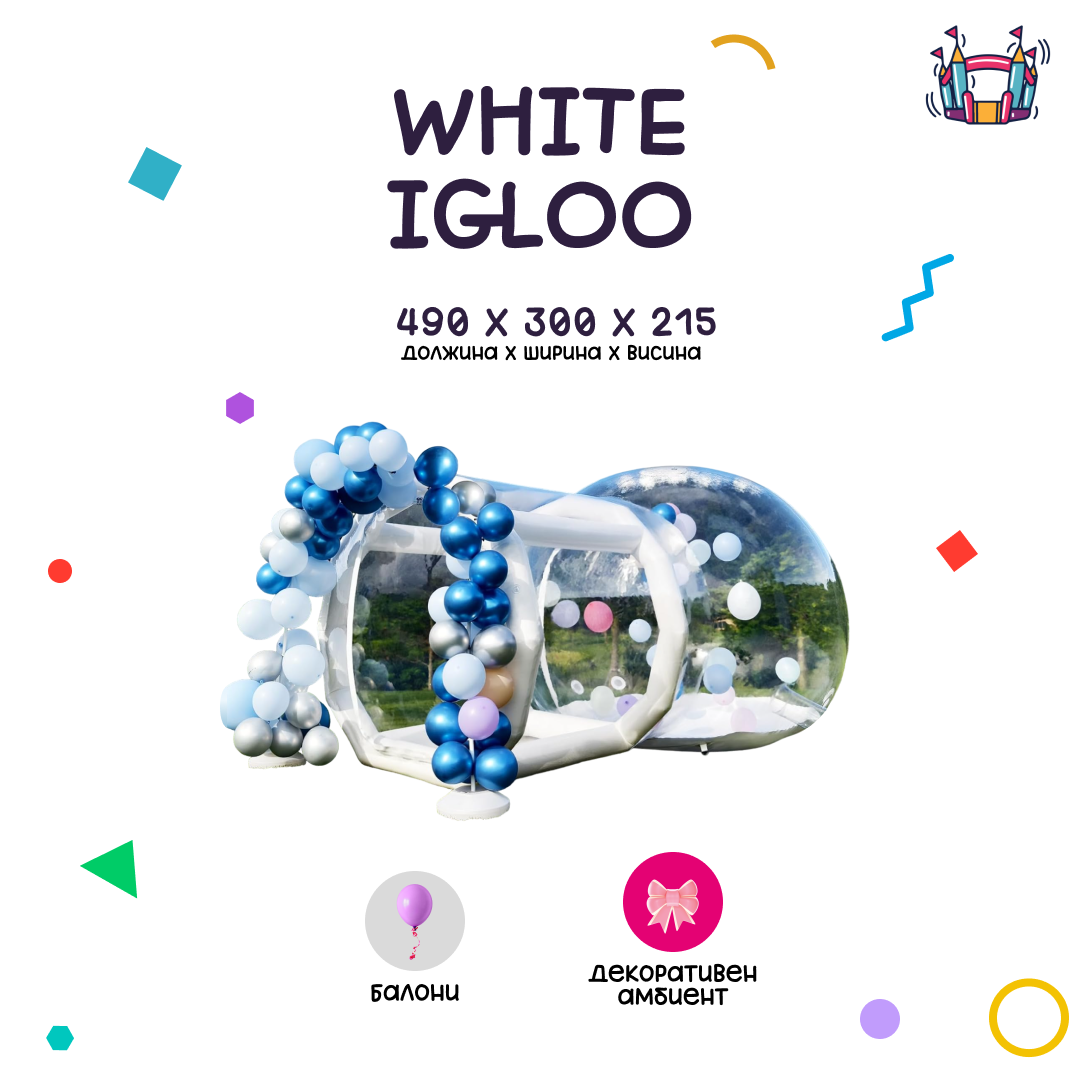 WHITE
IGLOO
490 X 300 X 215
должина x ширина x висина
балони
декоративен
амбиент